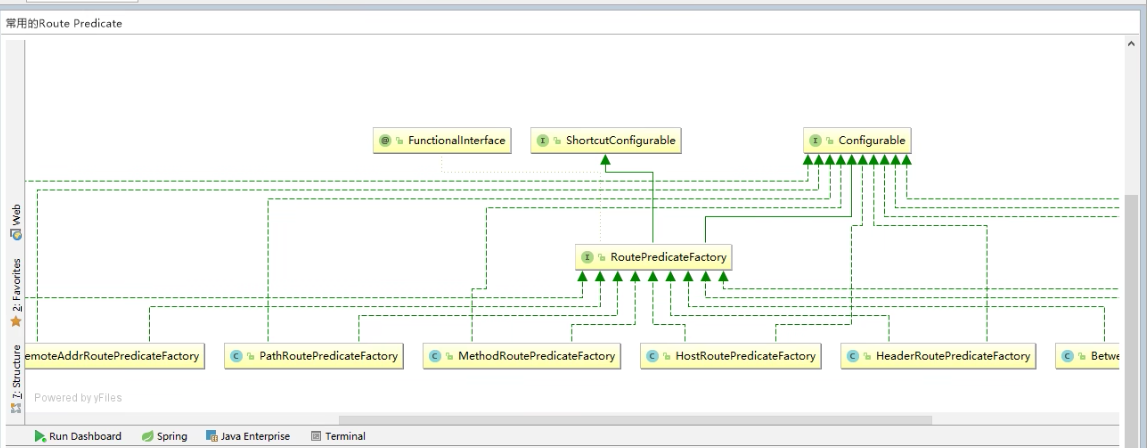 常用的Route Predicate
FunctionalInterface
ShortcutConfigurable
Configurable
RoutePredicateFactory
emoteAddrRoutePredicateFactory
PathRoutePredicateFactory
MethodRoutePredicateFactory
HostRoutePredicateFactory
HeaderRoutePredicateFactory
Betwe
Web
2: Favorites
7: Structure
Powered by yFiles
Run Dashboard Spring Java Enterprise Terminal